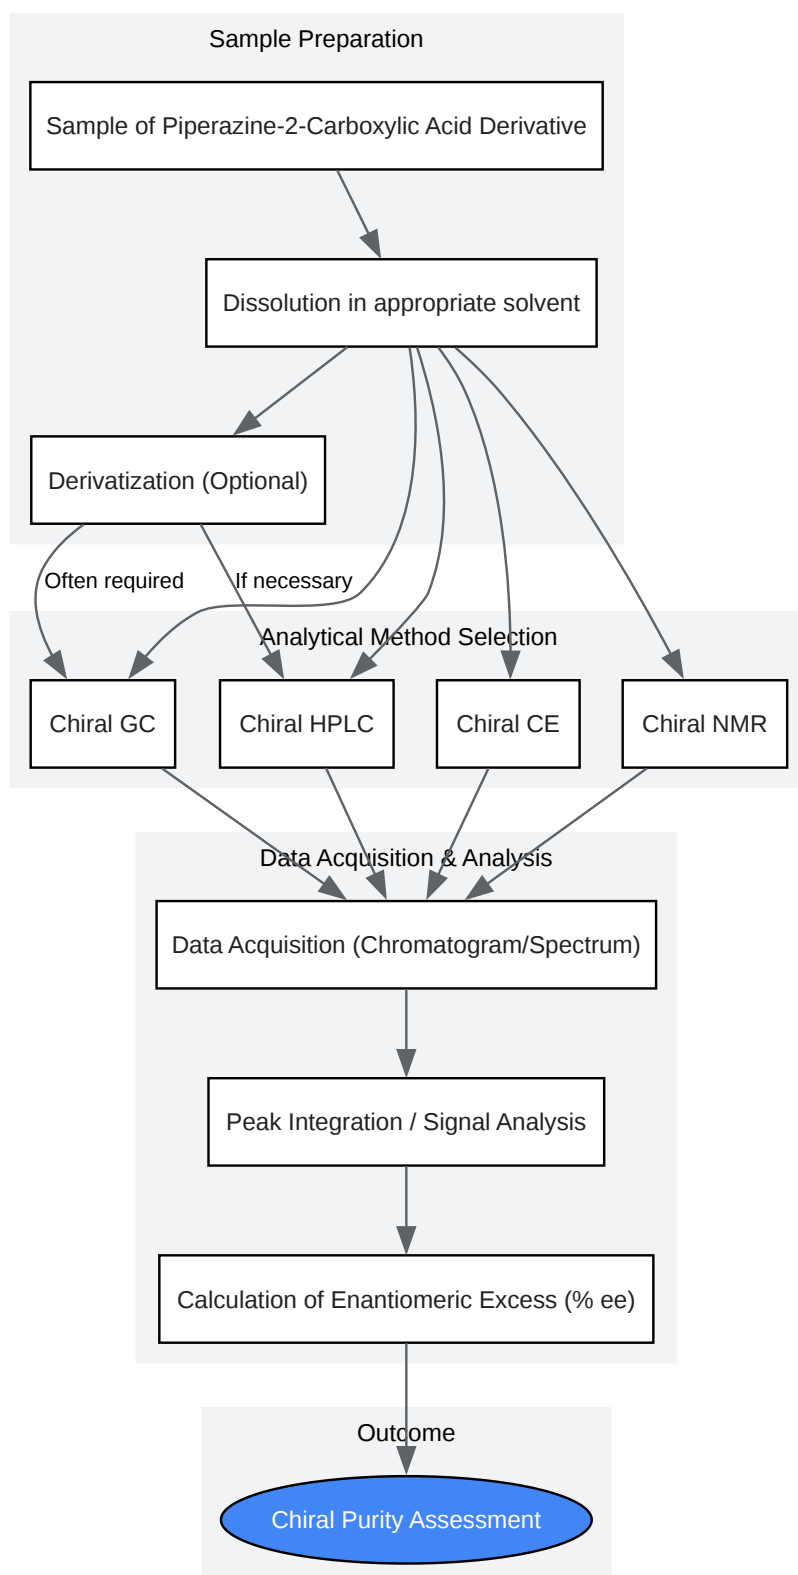 Sample Preparation
Sample of Piperazine-2-Carboxylic Acid Derivative
Dissolution in appropriate solvent
Derivatization (Optional)
Often required
If necessary
Analytical Method Selection
Chiral GC
Chiral HPLC
Chiral CE
Chiral NMR
Data Acquisition & Analysis
Data Acquisition (Chromatogram/Spectrum)
Peak Integration / Signal Analysis
Calculation of Enantiomeric Excess (% ee)
Outcome
Chiral Purity Assessment